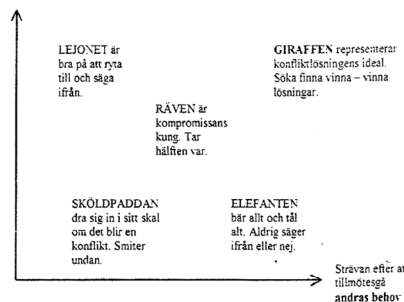 LEJONET är
bra på att ryta
till och säga
ifrån.
GIRAFFEN representerar
konfliktlösningens ideal.
Söka finna vinna – vinna
lösningar.
RÄVEN är
kompromissans
kung. Tar
hälften var.
SKÖLDPADDAN
dra sig in i sitt skal
om det blir en
konflikt. Smiter
undan.
ELEFANTEN
bär allt och tål
alt. Aldrig säger
ifrån eller nej.
Strävan efter at
tillmötesgå
andras behov